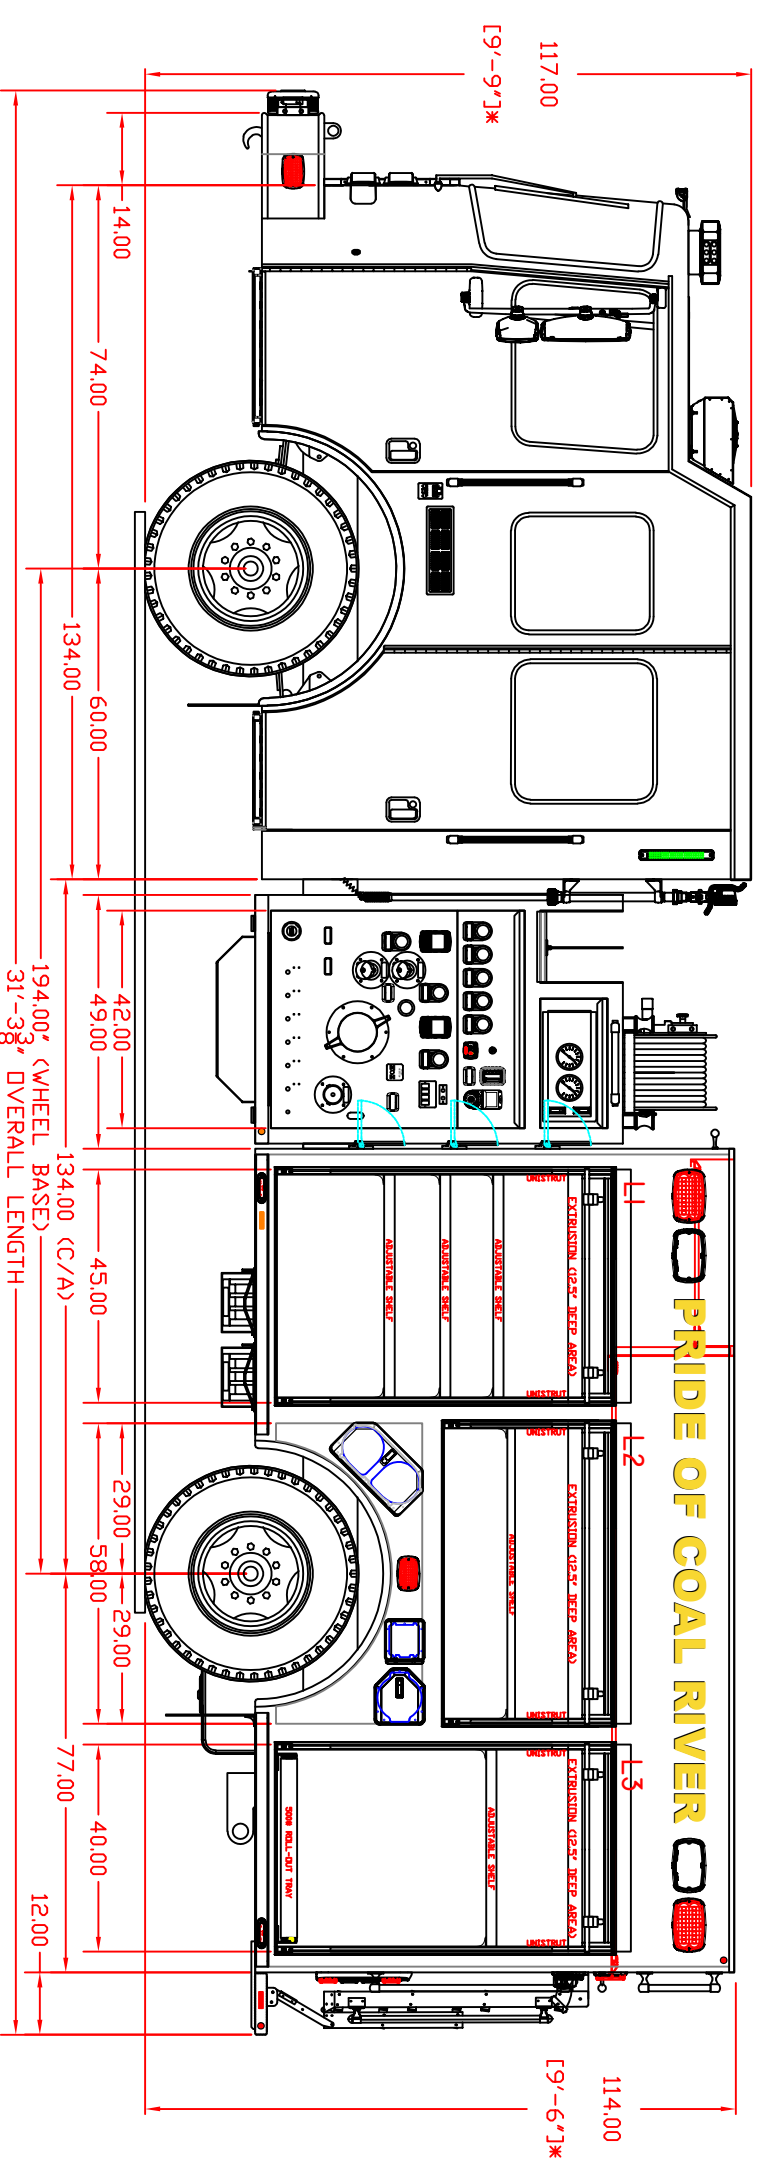 117.00
[9'-9"]*
14.00
74.00
134.00
60.00
194.00" (WHEEL BASE)
31'-3 3/8" OVERALL LENGTH
42.00
49.00
134.00 (C/A)
45.00
29.00
58.00
29.00
77.00
40.00
12.00
114.00
[9'-6"]*
PRIDE OF COAL RIVER
L1
UNISTRUT
EXTRUSION (12.5" DEEP AREA)
UNISTRUT
ADJUSTABLE SHELF
ADJUSTABLE SHELF
ADJUSTABLE SHELF
L2
UNISTRUT
EXTRUSION (12.5" DEEP AREA)
UNISTRUT
ADJUSTABLE SHELF
L3
UNISTRUT
EXTRUSION (12.5" DEEP AREA)
UNISTRUT
ADJUSTABLE SHELF
500# ROLL-OUT TRAY